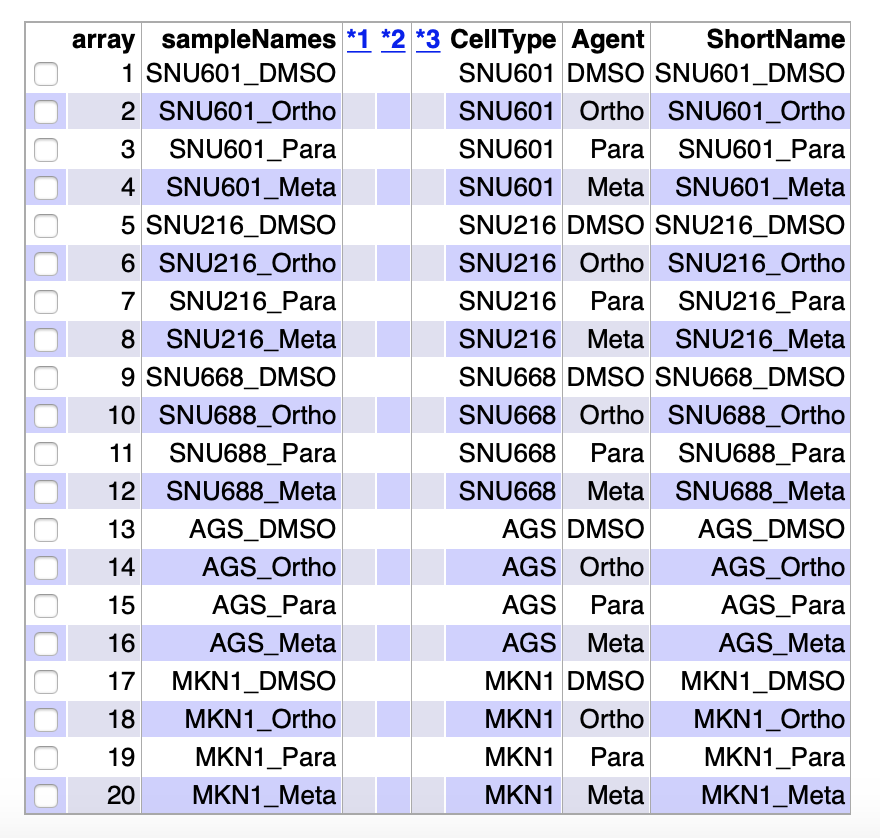 array sampleNames *1 *2 *3 CellType Agent ShortName
1 SNU601_DMSO SNU601 DMSO SNU601_DMSO
2 SNU601_Ortho SNU601 Ortho SNU601_Ortho
3 SNU601_Para SNU601 Para SNU601_Para
4 SNU601_Meta SNU601 Meta SNU601_Meta
5 SNU216_DMSO SNU216 DMSO SNU216_DMSO
6 SNU216_Ortho SNU216 Ortho SNU216_Ortho
7 SNU216_Para SNU216 Para SNU216_Para
8 SNU216_Meta SNU216 Meta SNU216_Meta
9 SNU668_DMSO SNU668 DMSO SNU668_DMSO
10 SNU688_Ortho SNU668 Ortho SNU688_Ortho
11 SNU688_Para SNU668 Para SNU688_Para
12 SNU688_Meta SNU668 Meta SNU688_Meta
13 AGS_DMSO AGS DMSO AGS_DMSO
14 AGS_Ortho AGS Ortho AGS_Ortho
15 AGS_Para AGS Para AGS_Para
16 AGS_Meta AGS Meta AGS_Meta
17 MKN1_DMSO MKN1 DMSO MKN1_DMSO
18 MKN1_Ortho MKN1 Ortho MKN1_Ortho
19 MKN1_Para MKN1 Para MKN1_Para
20 MKN1_Meta MKN1 Meta MKN1_Meta